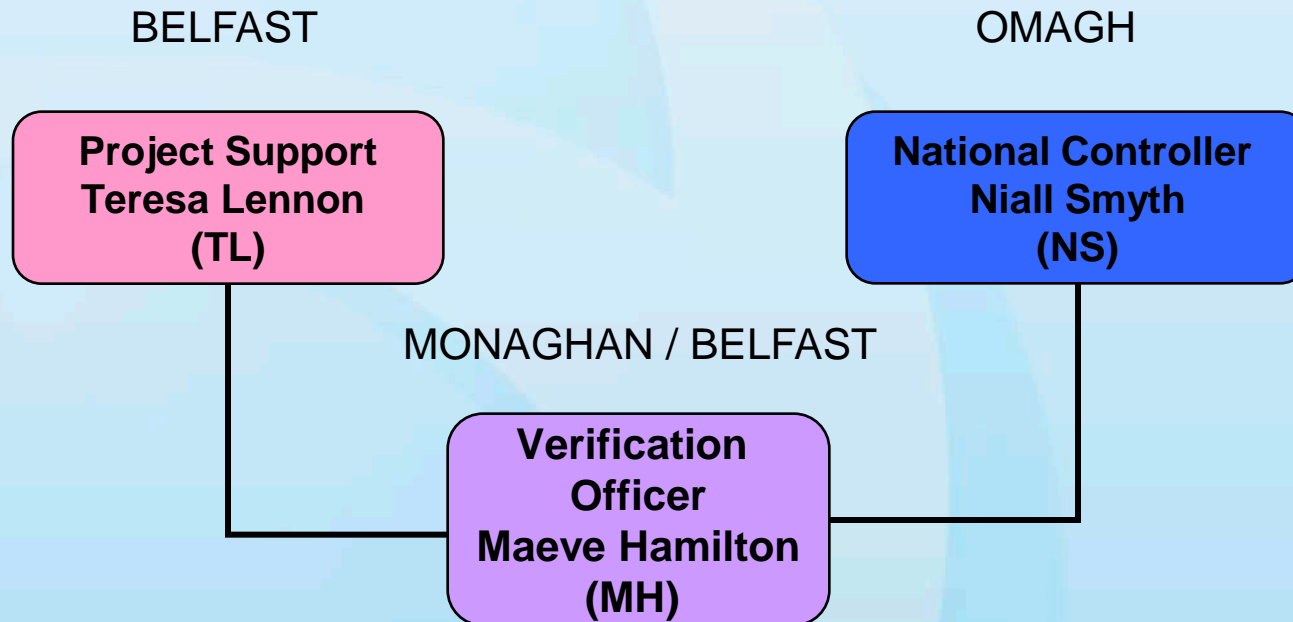 BELFAST
OMAGH
Project Support
Teresa Lennon
(TL)
National Controller
Niall Smyth
(NS)
MONAGHAN / BELFAST
Verification
Officer
Maeve Hamilton
(MH)